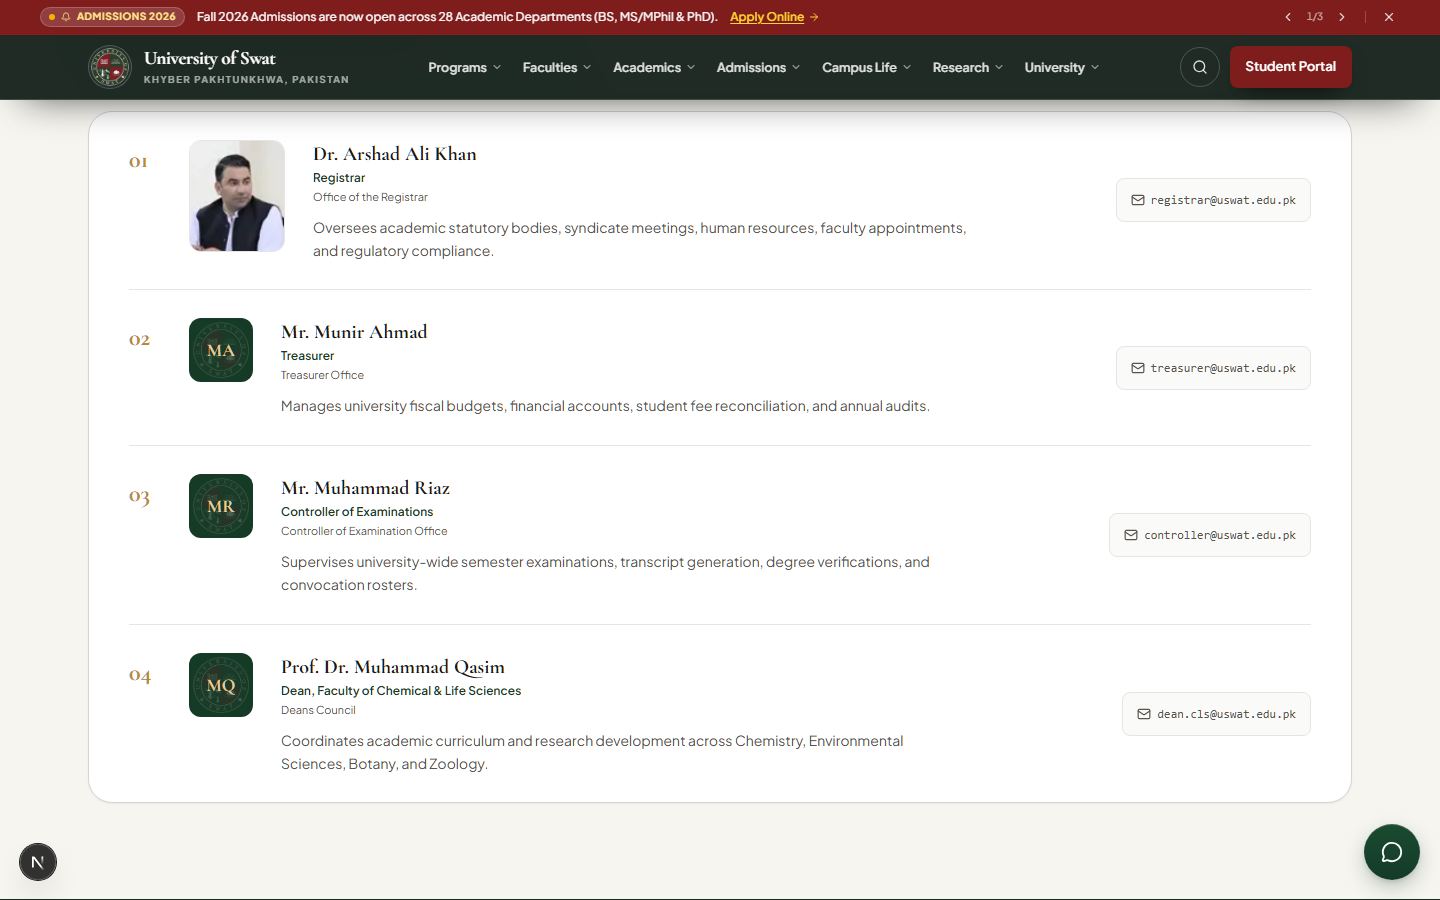 ADMISSIONS 2026 Fall 2026 Admissions are now open across 28 Academic Departments (BS, MS/MPhil & PhD). Apply Online → 1/3
University of Swat
KHYBER PAKHTUNKHWA, PAKISTAN
Programs Faculties Academics Admissions Campus Life Research University Student Portal
01
Dr. Arshad Ali Khan
Registrar
Office of the Registrar
Oversees academic statutory bodies, syndicate meetings, human resources, faculty appointments,
and regulatory compliance.
registrar@uswat.edu.pk
02
MA
Mr. Munir Ahmad
Treasurer
Treasurer Office
Manages university fiscal budgets, financial accounts, student fee reconciliation, and annual audits.
treasurer@uswat.edu.pk
03
MR
Mr. Muhammad Riaz
Controller of Examinations
Controller of Examination Office
Supervises university-wide semester examinations, transcript generation, degree verifications, and
convocation rosters.
controller@uswat.edu.pk
04
MQ
Prof. Dr. Muhammad Qasim
Dean, Faculty of Chemical & Life Sciences
Deans Council
Coordinates academic curriculum and research development across Chemistry, Environmental
Sciences, Botany, and Zoology.
dean.cls@uswat.edu.pk
N